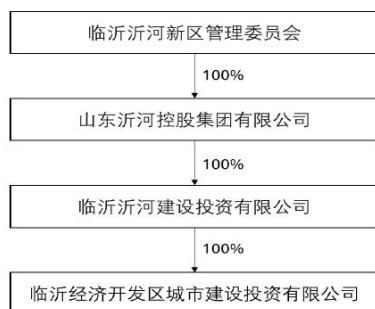 临沂沂河新区管理委员会
100%
山东沂河控股集团有限公司
100%
临沂沂河建设投资有限公司
100%
临沂经济开发区城市建设投资有限公司